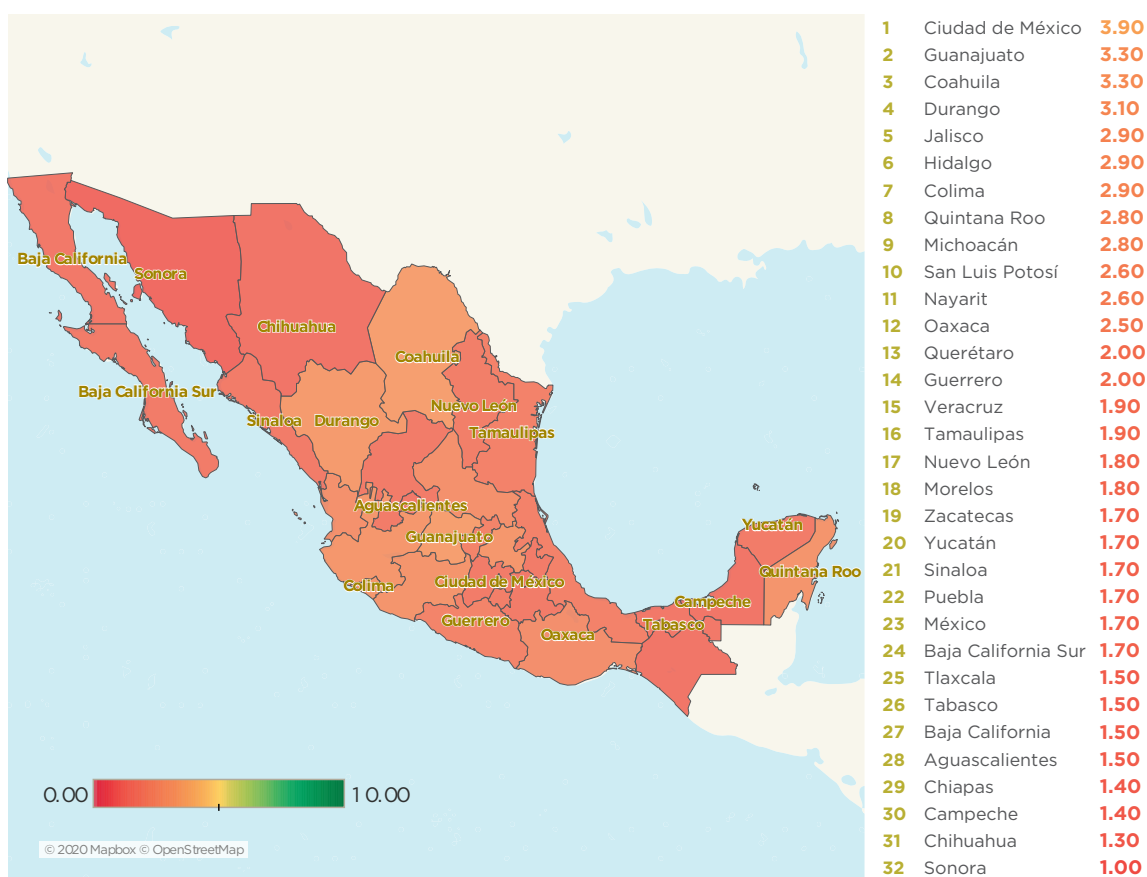 Baja California
Sonora
Chihuahua
Coahuila
Baja California Sur
Sinaloa
Durango
Nuevo León
Tamaulipas
Aguascalientes
Guanajuato
Yucatán
Colima
Ciudad de México
Quintana Roo
Campeche
Guerrero
Oaxaca
Tabasco
0.00 10.00
© 2020 Mapbox © OpenStreetMap
1 Ciudad de México 3.90
2 Guanajuato 3.30
3 Coahuila 3.30
4 Durango 3.10
5 Jalisco 2.90
6 Hidalgo 2.90
7 Colima 2.90
8 Quintana Roo 2.80
9 Michoacán 2.80
10 San Luis Potosí 2.60
11 Nayarit 2.60
12 Oaxaca 2.50
13 Querétaro 2.00
14 Guerrero 2.00
15 Veracruz 1.90
16 Tamaulipas 1.90
17 Nuevo León 1.80
18 Morelos 1.80
19 Zacatecas 1.70
20 Yucatán 1.70
21 Sinaloa 1.70
22 Puebla 1.70
23 México 1.70
24 Baja California Sur 1.70
25 Tlaxcala 1.50
26 Tabasco 1.50
27 Baja California 1.50
28 Aguascalientes 1.50
29 Chiapas 1.40
30 Campeche 1.40
31 Chihuahua 1.30
32 Sonora 1.00